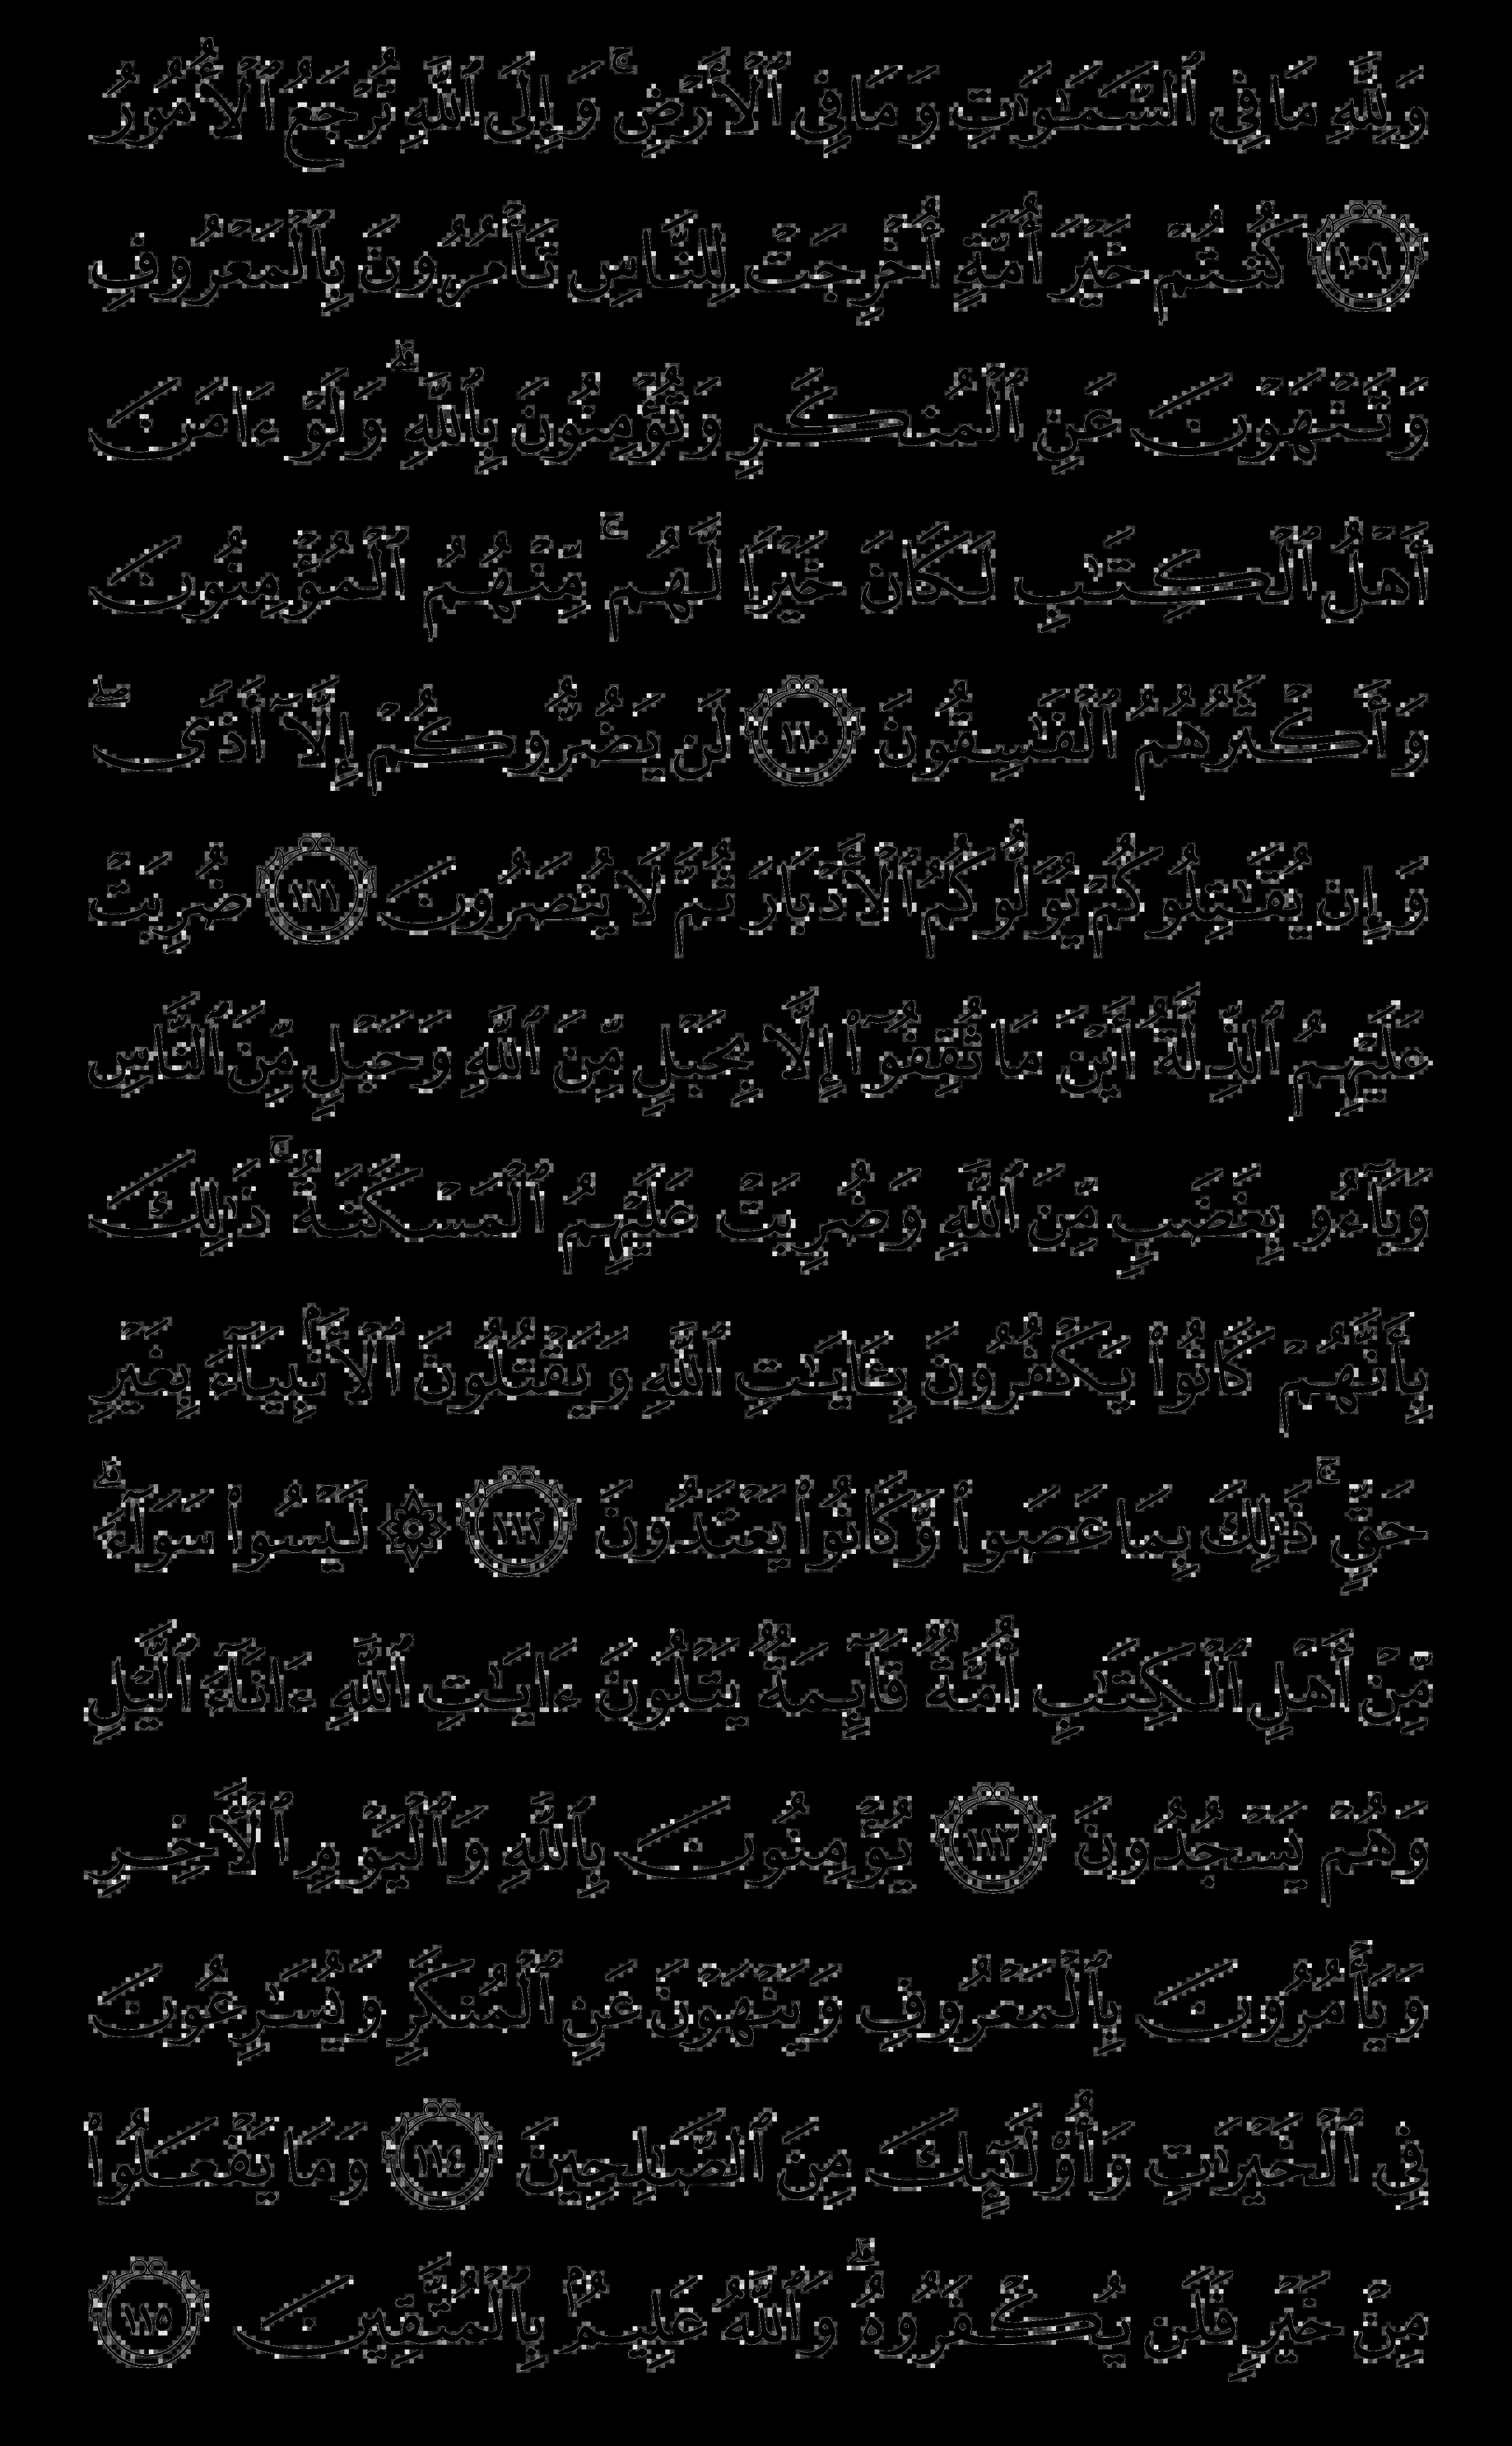 وَلِلَّهِ مَا فِي ٱلسَّمَٰوَٰتِ وَمَا فِي ٱلۡأَرۡضِۚ وَإِلَى ٱللَّهِ تُرۡجَعُ ٱلۡأُمُورُ
١٠٩ كُنتُمۡ خَيۡرَ أُمَّةٍ أُخۡرِجَتۡ لِلنَّاسِ تَأۡمُرُونَ بِٱلۡمَعۡرُوفِ
وَتَنۡهَوۡنَ عَنِ ٱلۡمُنكَرِ وَتُؤۡمِنُونَ بِٱللَّهِۗ وَلَوۡ ءَامَنَ
أَهۡلُ ٱلۡكِتَٰبِ لَكَانَ خَيۡرٗا لَّهُمۚ مِّنۡهُمُ ٱلۡمُؤۡمِنُونَ
وَأَكۡثَرُهُمُ ٱلۡفَٰسِقُونَ ١١٠ لَن يَضُرُّوكُمۡ إِلَّآ أَذٗىۖ
وَإِن يُقَٰتِلُوكُمۡ يُوَلُّوكُمُ ٱلۡأَدۡبَارَ ثُمَّ لَا يُنصَرُونَ ١١١ ضُرِبَتۡ
عَلَيۡهِمُ ٱلذِّلَّةُ أَيۡنَ مَا ثُقِفُوٓاْ إِلَّا بِحَبۡلٖ مِّنَ ٱللَّهِ وَحَبۡلٖ مِّنَ ٱلنَّاسِ
وَبَآءُو بِغَضَبٖ مِّنَ ٱللَّهِ وَضُرِبَتۡ عَلَيۡهِمُ ٱلۡمَسۡكَنَةُۚ ذَٰلِكَ
بِأَنَّهُمۡ كَانُواْ يَكۡفُرُونَ بِـَٔايَٰتِ ٱللَّهِ وَيَقۡتُلُونَ ٱلۡأَنۢبِيَآءَ بِغَيۡرِ
حَقّٖۚ ذَٰلِكَ بِمَا عَصَواْ وَّكَانُواْ يَعۡتَدُونَ ١١٢ ۞ لَيۡسُواْ سَوَآءٗۗ
مِّنۡ أَهۡلِ ٱلۡكِتَٰبِ أُمَّةٞ قَآئِمَةٞ يَتۡلُونَ ءَايَٰتِ ٱللَّهِ ءَانَآءَ ٱلَّيۡلِ
وَهُمۡ يَسۡجُدُونَ ١١٣ يُؤۡمِنُونَ بِٱللَّهِ وَٱلۡيَوۡمِ ٱلۡأٓخِرِ
وَيَأۡمُرُونَ بِٱلۡمَعۡرُوفِ وَيَنۡهَوۡنَ عَنِ ٱلۡمُنكَرِ وَيُسَٰرِعُونَ
فِي ٱلۡخَيۡرَٰتِ وَأُوْلَٰٓئِكَ مِنَ ٱلصَّٰلِحِينَ ١١٤ وَمَا يَفۡعَلُواْ
مِنۡ خَيۡرٖ فَلَن يُكۡفَرُوهُۗ وَٱللَّهُ عَلِيمُۢ بِٱلۡمُتَّقِينَ ١١٥